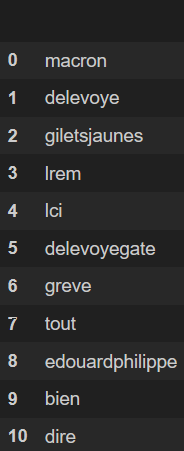 0 macron
1 delevoye
2 giletsjaunes
3 lrem
4 lci
5 delevoyegate
6 greve
7 tout
8 edouardphilippe
9 bien
10 dire